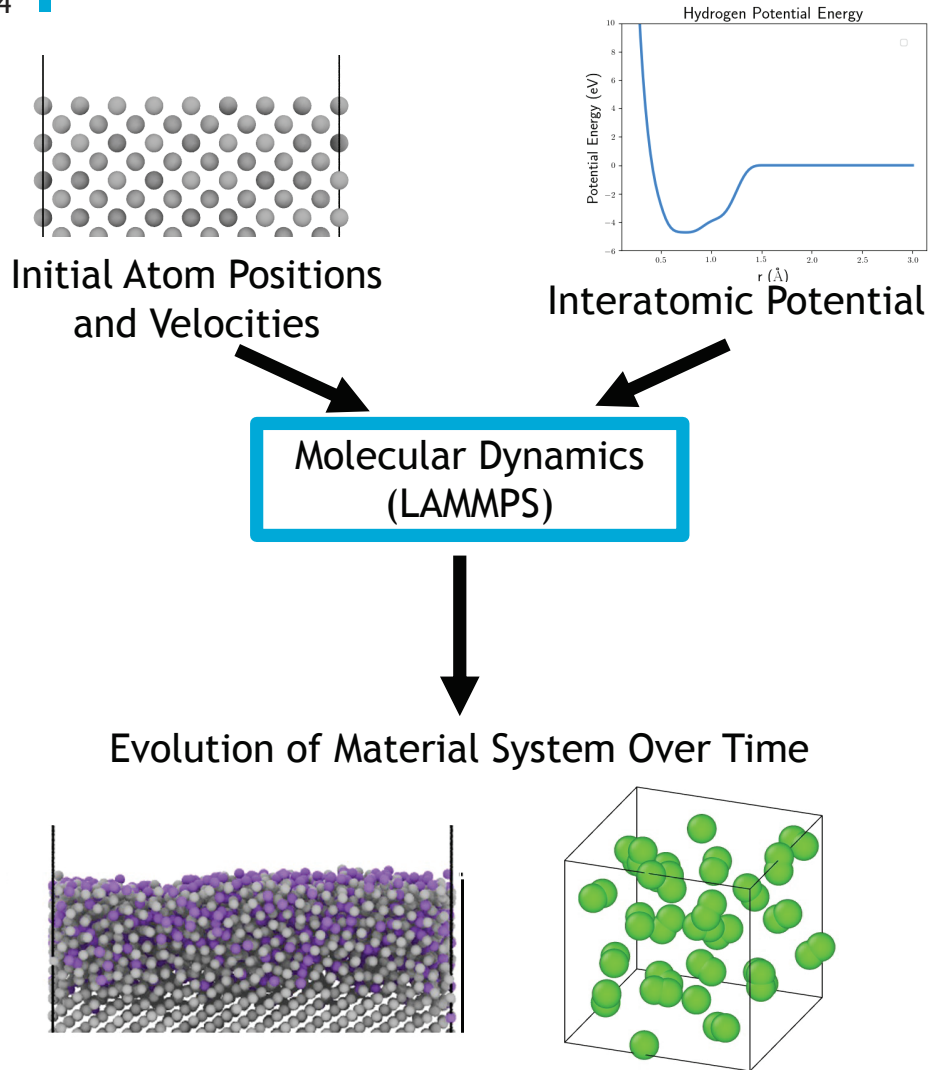 4
Hydrogen Potential Energy
Potential Energy (eV)
10
8
6
4
2
0
−2
−4
−6
0.5 1.0 1.5 2.0 2.5 3.0
r (Å)
Initial Atom Positions
and Velocities
Interatomic Potential
Molecular Dynamics
(LAMMPS)
Evolution of Material System Over Time